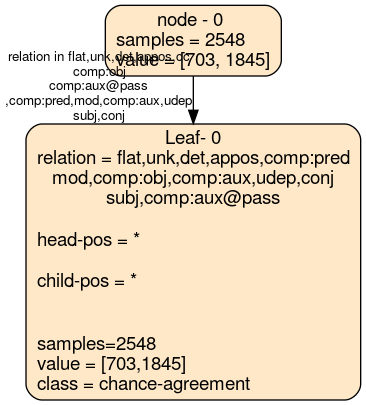 node - 0
samples = 2548
value = [703, 1845]
relation in flat,unk,det,appos,cc
comp:obj
comp:aux@pass
,comp:pred,mod,comp:aux,udep
subj,conj
Leaf- 0
relation = flat,unk,det,appos,comp:pred
mod,comp:obj,comp:aux,udep,conj
subj,comp:aux@pass
head-pos = *
child-pos = *
samples=2548
value = [703,1845]
class = chance-agreement